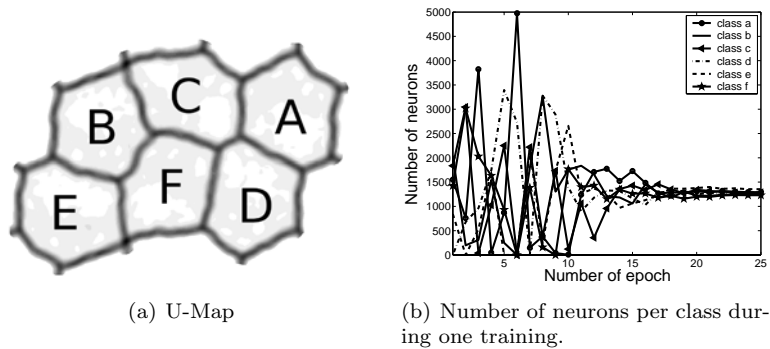 B
C
A
E
F
D
(a) U-Map
Number of neurons
5000
4500
4000
3500
3000
2500
2000
1500
1000
500
0
5
10
15
20
25
Number of epoch
class a
class b
class c
class d
class e
class f
(b) Number of neurons per class dur-
ing one training.